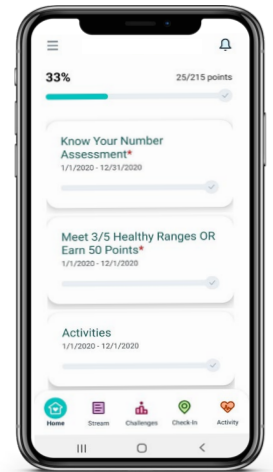 33%
25/215 points
Know Your Number
Assessment*
1/1/2020 - 12/31/2020
Meet 3/5 Healthy Ranges OR
Earn 50 Points*
1/1/2020 - 12/1/2020
Activities
1/1/2020 - 12/1/2020
Home Stream Challenges Check-In Activity